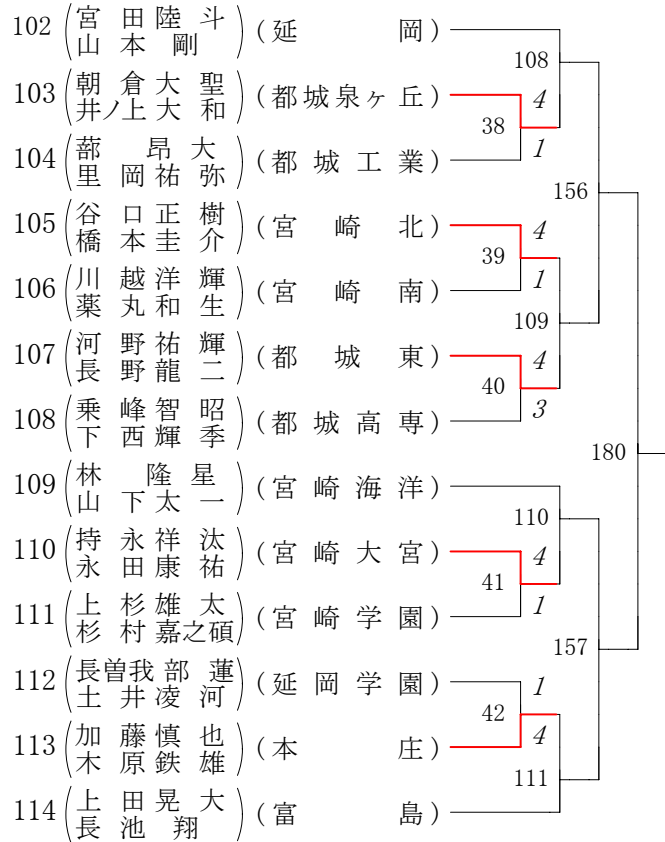 102 宮田陸斗 山本剛 (延岡)
108
103 朝倉大聖 井ノ上大和 (都城泉ヶ丘) 4
38
104 蔀昂大 里岡祐弥 (都城工業) 1
156
105 谷口正樹 橋本圭介 (宮崎北) 4
39
106 川越洋輝 薬丸和生 (宮崎南) 1
109
107 河野祐輝 長野龍二 (都城東) 4
40
108 乗峰智昭 下西輝季 (都城高専) 3
180
109 林隆星 山下太一 (宮崎海洋)
110
110 持永祥汰 永田康祐 (宮崎大宮) 4
41
111 上杉雄太 杉村嘉之碩 (宮崎学園) 1
157
112 長曽我部蓮 土井凌河 (延岡学園) 1
42
113 加藤慎也 木原鉄雄 (本庄) 4
111
114 上田晃大 長池翔 (富島)